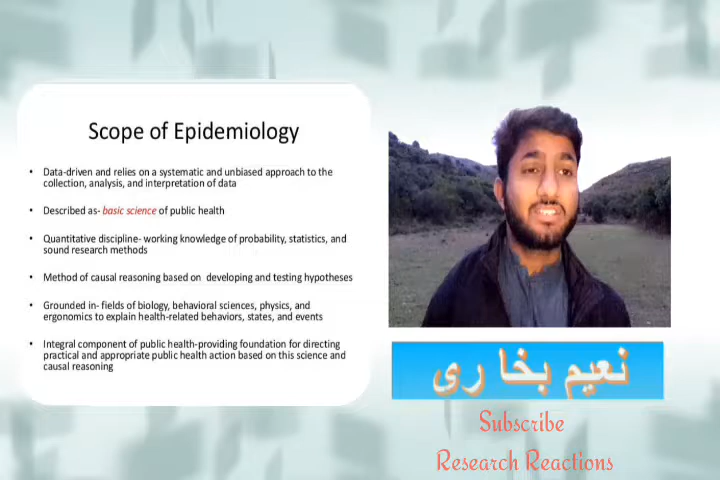 Scope of Epidemiology
• Data-driven and relies on a systematic and unbiased approach to the
collection, analysis, and interpretation of data
• Described as- basic science of public health
• Quantitative discipline- working knowledge of probability, statistics, and
sound research methods
• Method of causal reasoning based on developing and testing hypotheses
• Grounded in- fields of biology, behavioral sciences, physics, and
ergonomics to explain health-related behaviors, states, and events
• Integral component of public health-providing foundation for directing
practical and appropriate public health action based on this science and
causal reasoning
نعیم بخاری
Subscribe
Research Reactions